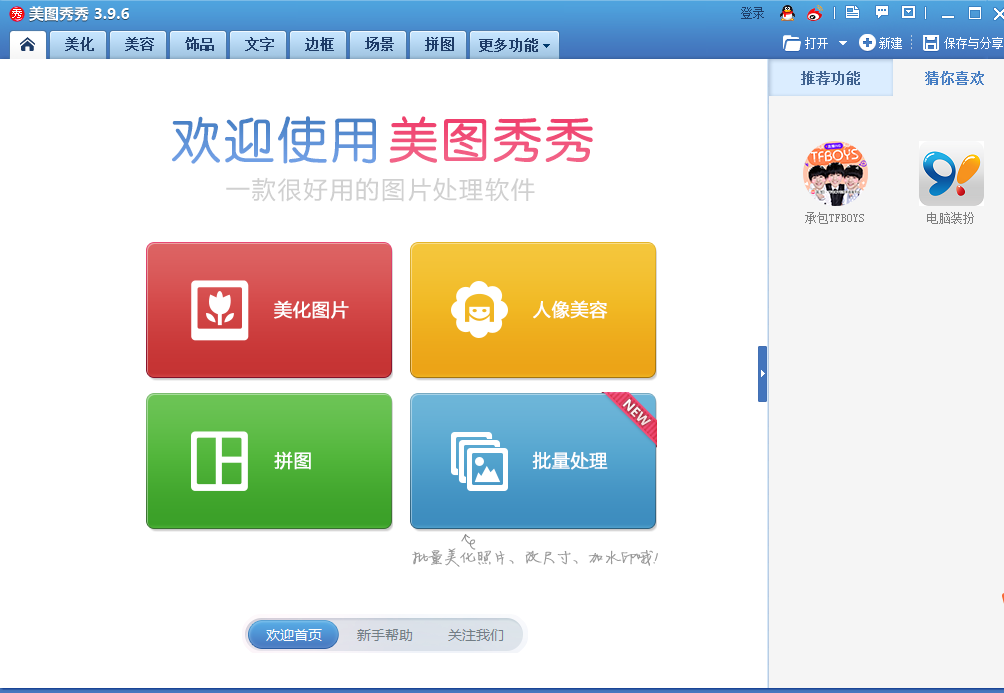 秀 美图秀秀 3.9.6 登录
美化 美容 饰品 文字 边框 场景 拼图 更多功能 打开 新建 保存与分享
推荐功能 猜你喜欢
欢迎使用 美图秀秀
一款很好用的图片处理软件
TFBOYS
承包TFBOYS 电脑装扮
美化图片 人像美容
NEW
拼图 批量处理
批量美化照片、改尺寸、加水印哦!
欢迎首页 新手帮助 关注我们